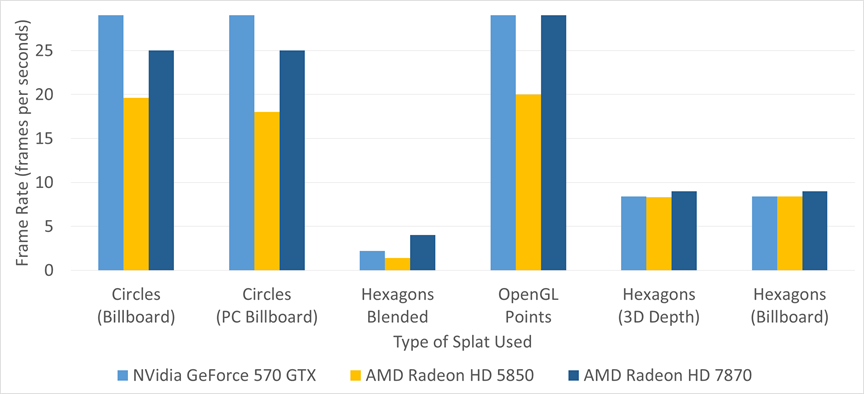 Frame Rate (frames per seconds)
25
20
15
10
5
0
Circles
(Billboard)
Circles
(PC Billboard)
Hexagons
Blended
OpenGL
Points
Hexagons
(3D Depth)
Hexagons
(Billboard)
Type of Splat Used
NVidia GeForce 570 GTX
AMD Radeon HD 5850
AMD Radeon HD 7870